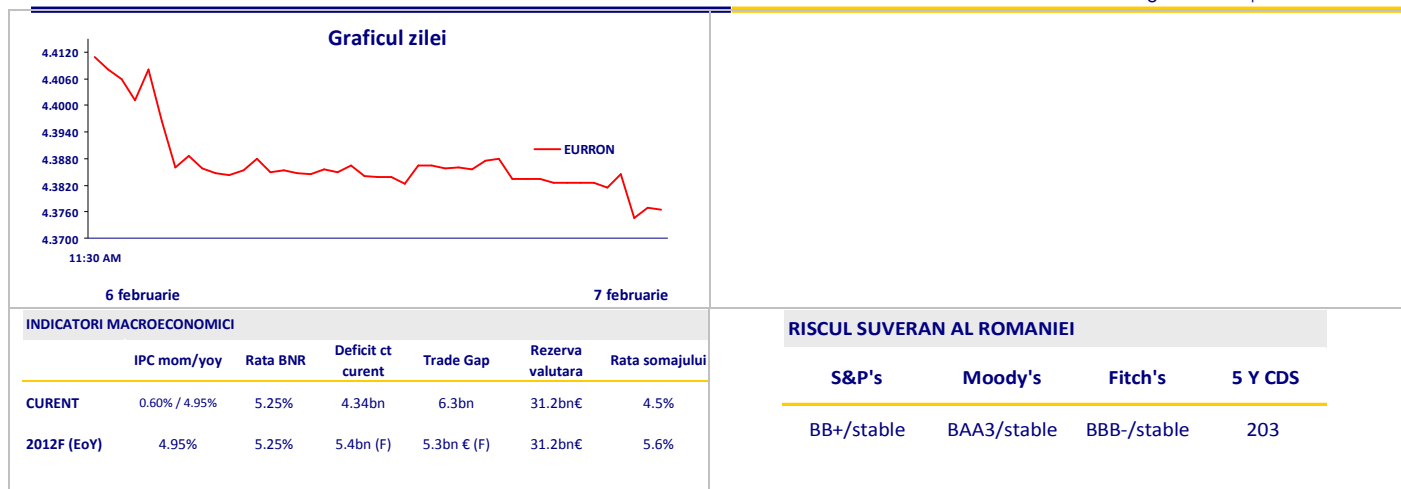 Graficul zilei
4.4120
4.4060
4.4000
4.3940
4.3880
4.3820
4.3760
4.3700
EURRON
11:30 AM
6 februarie 7 februarie
INDICATORI MACROECONOMICI
IPC mom/yoy Rata BNR Deficit ct curent Trade Gap Rezerva valutara Rata somajului
CURENT 0.60% / 4.95% 5.25% 4.34bn 6.3bn 31.2bn€ 4.5%
2012F (EoY) 4.95% 5.25% 5.4bn (F) 5.3bn € (F) 31.2bn€ 5.6%
RISCUL SUVERAN AL ROMANIEI
S&P's Moody's Fitch's 5 Y CDS
BB+/stable BAA3/stable BBB-/stable 203